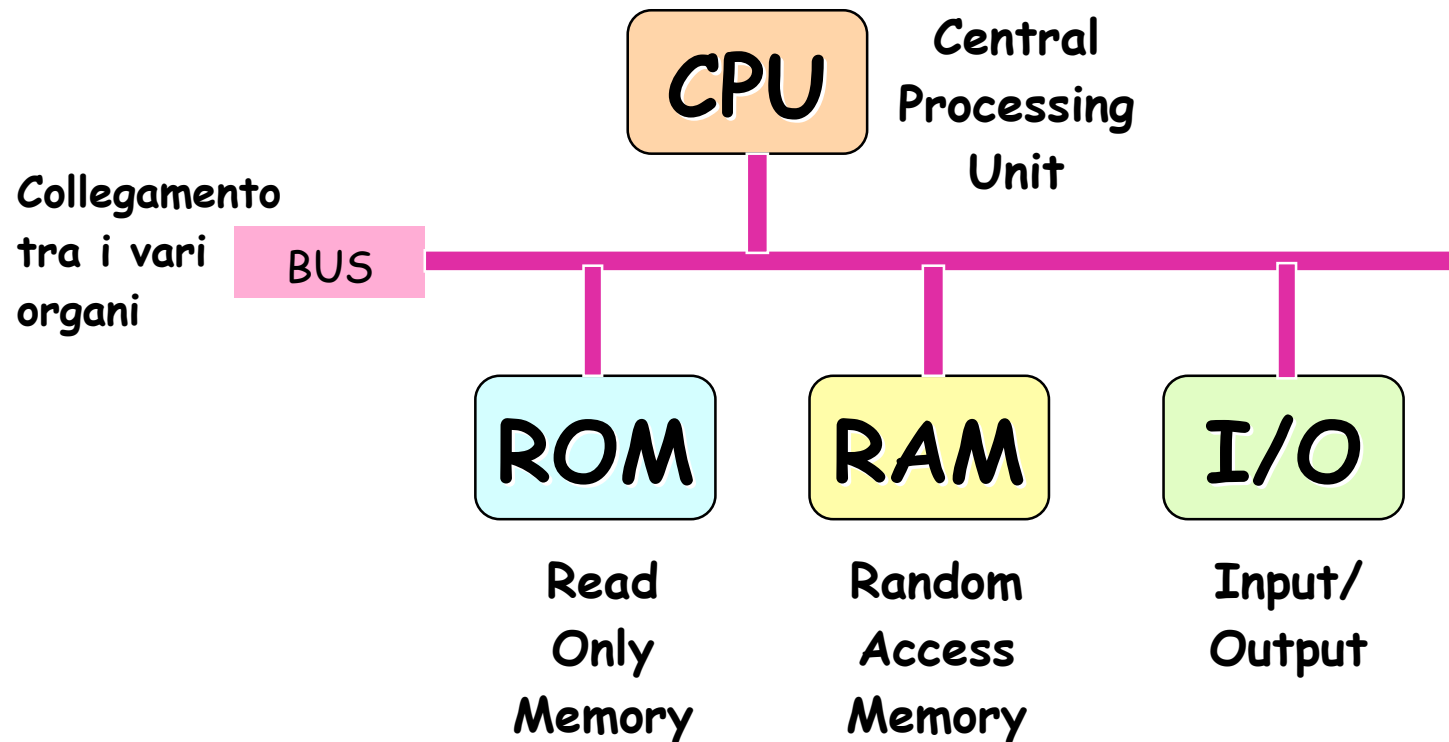 CPU
Central
Processing
Unit
Collegamento
tra i vari
organi
BUS
ROM
RAM
I/O
Read
Only
Memory
Random
Access
Memory
Input/
Output